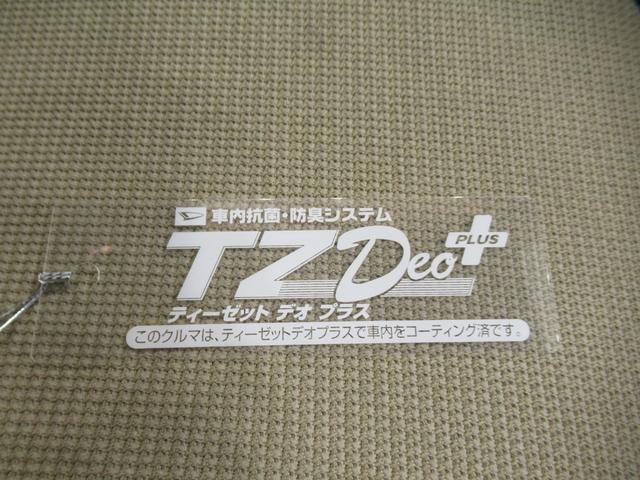 車内抗菌・防臭システム
TZ Deo PLUS
ティーゼット デオ プラス
このクルマは、ティーゼットデオプラスで車内をコーティング済です。